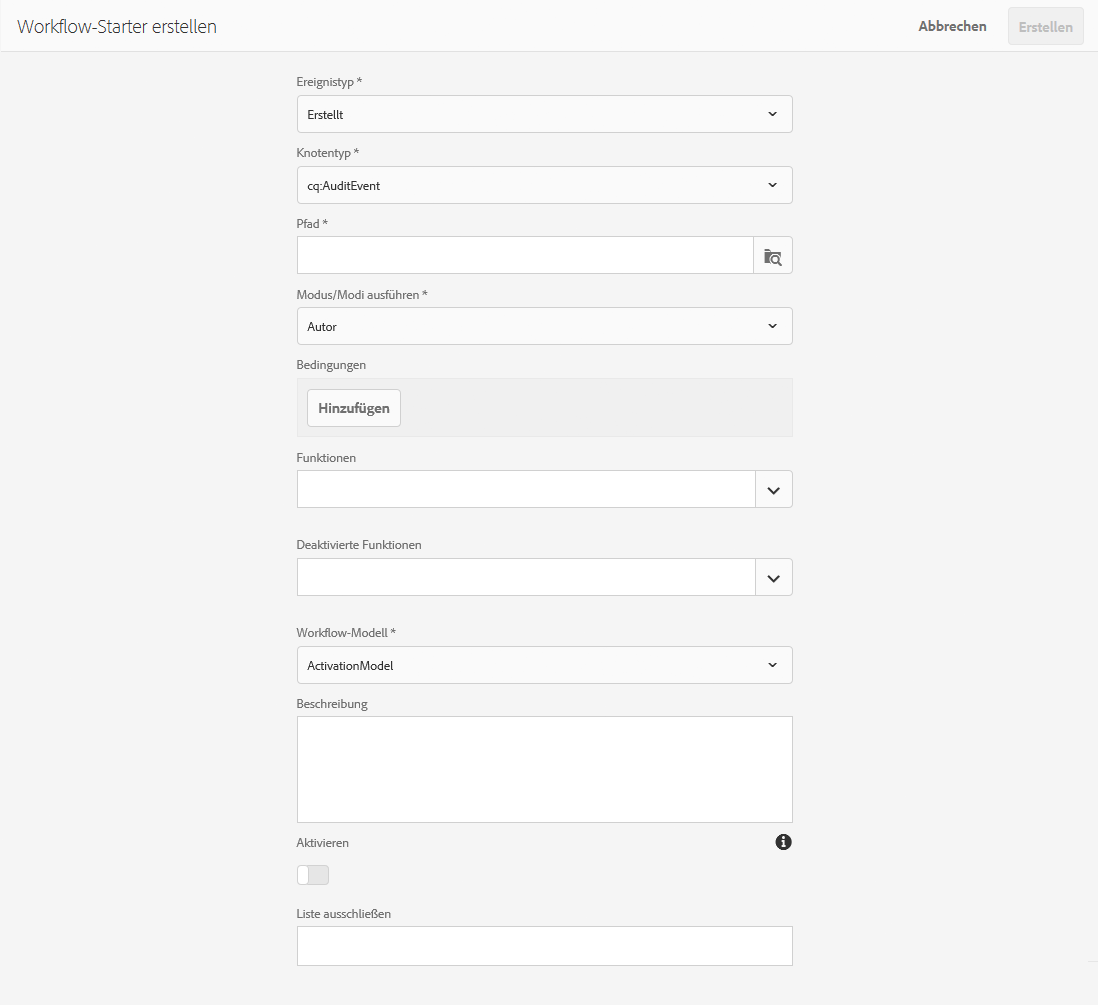 Workflow-Starter erstellen
Abbrechen
Erstellen
Ereignistyp *
Erstellt
Knotentyp *
cq:AuditEvent
Pfad *
Modus/Modi ausführen *
Autor
Bedingungen
Hinzufügen
Funktionen
Deaktivierte Funktionen
Workflow-Modell *
ActivationModel
Beschreibung
Aktivieren
Liste ausschließen